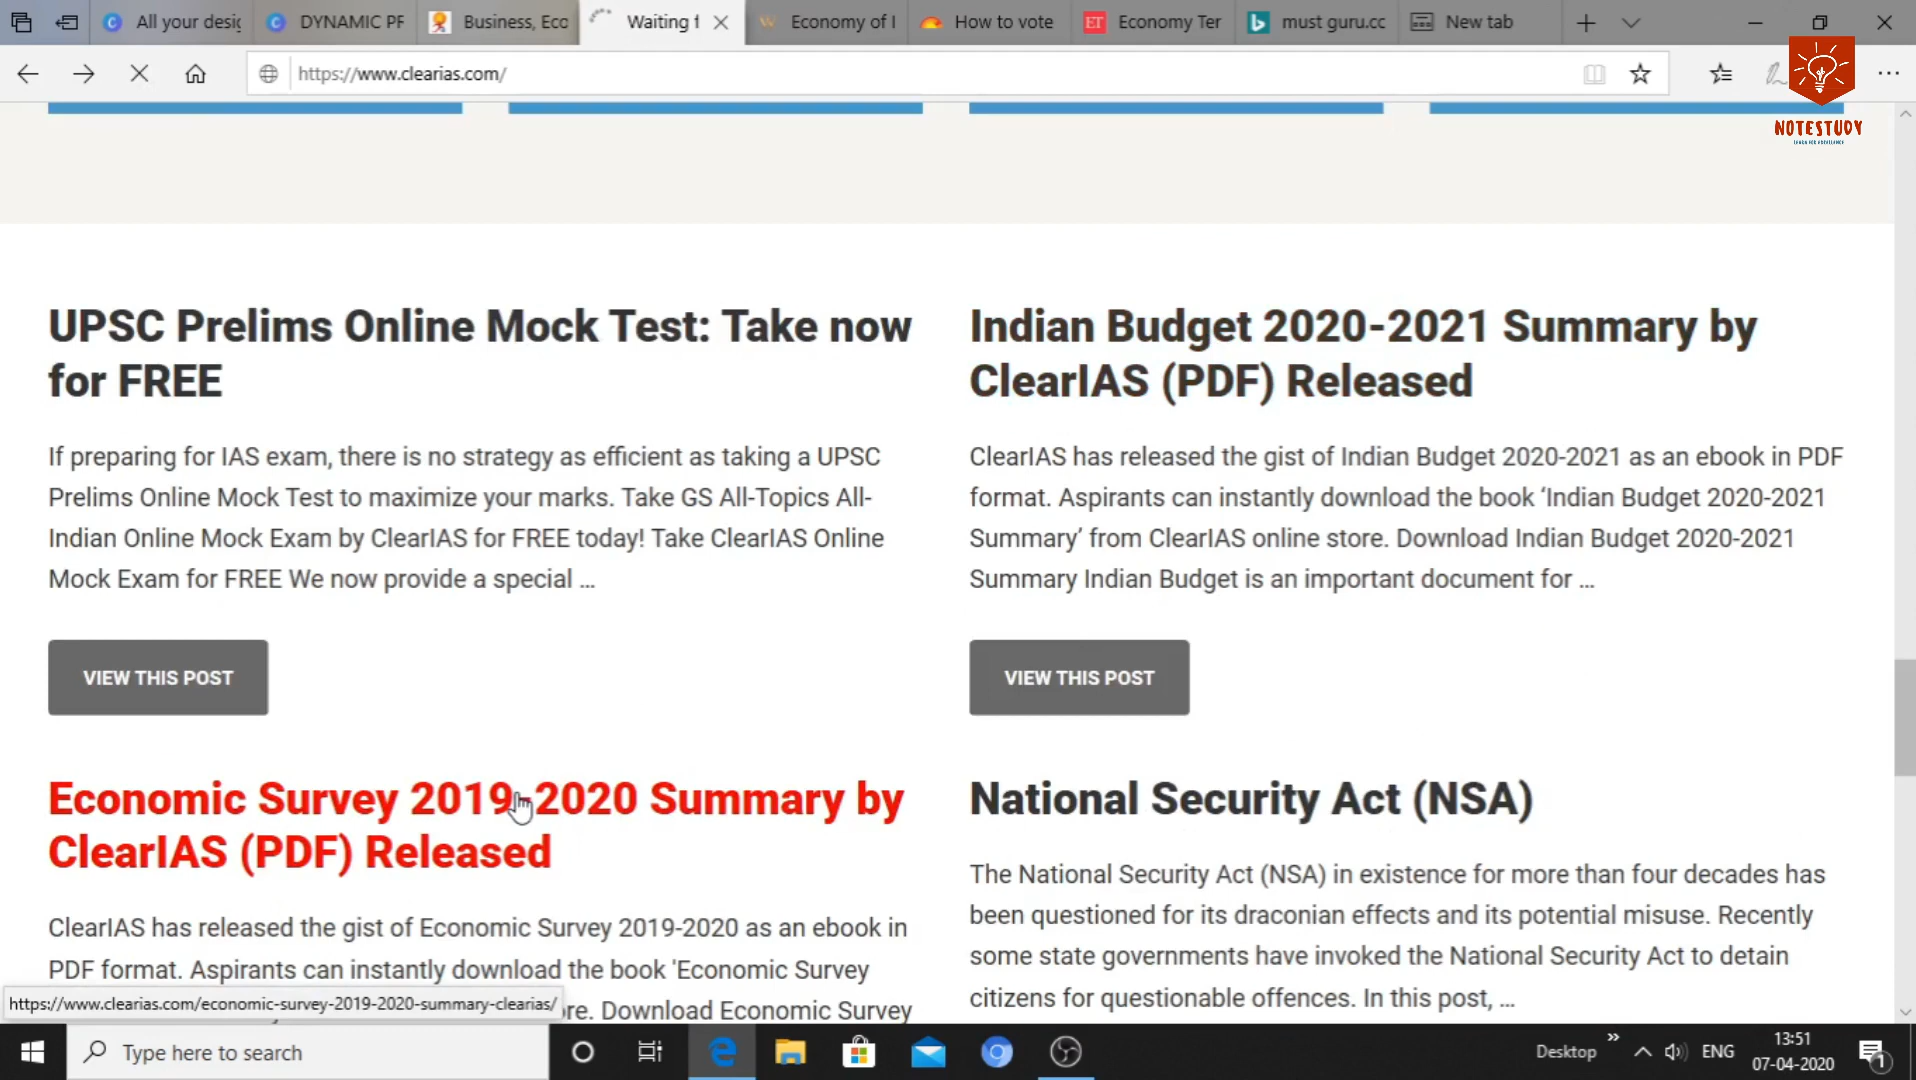 All your desig
DYNAMIC PF
Business, Eco
Waiting f
Economy of I
How to vote
ET
Economy Ter
must guru.cc
New tab
https://www.clearias.com/
NOTESTUDY
UPSC Prelims Online Mock Test: Take now
for FREE
If preparing for IAS exam, there is no strategy as efficient as taking a UPSC
Prelims Online Mock Test to maximize your marks. Take GS All-Topics All-
Indian Online Mock Exam by ClearIAS for FREE today! Take ClearIAS Online
Mock Exam for FREE We now provide a special ...
VIEW THIS POST
Indian Budget 2020-2021 Summary by
ClearIAS (PDF) Released
ClearIAS has released the gist of Indian Budget 2020-2021 as an ebook in PDF
format. Aspirants can instantly download the book ‘Indian Budget 2020-2021
Summary’ from ClearIAS online store. Download Indian Budget 2020-2021
Summary Indian Budget is an important document for ...
VIEW THIS POST
Economic Survey 2019-2020 Summary by
ClearIAS (PDF) Released
ClearIAS has released the gist of Economic Survey 2019-2020 as an ebook in
PDF format. Aspirants can instantly download the book 'Economic Survey
re. Download Economic Survey
National Security Act (NSA)
The National Security Act (NSA) in existence for more than four decades has
been questioned for its draconian effects and its potential misuse. Recently
some state governments have invoked the National Security Act to detain
citizens for questionable offences. In this post, ...
https://www.clearias.com/economic-survey-2019-2020-summary-clearias/
Type here to search
Desktop
ENG
13:51
07-04-2020
1